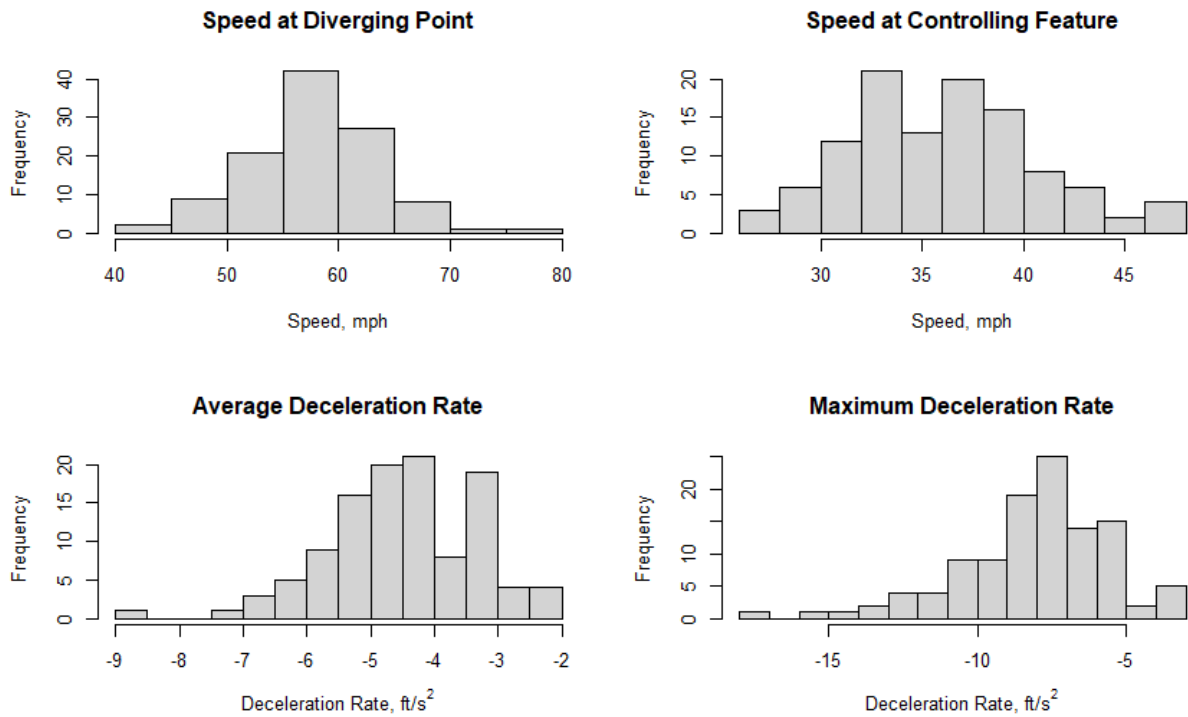 Speed at Diverging Point
Frequency
0 10 20 30 40
40 50 60 70 80
Speed, mph
Speed at Controlling Feature
Frequency
0 5 10 15 20
30 35 40 45
Speed, mph
Average Deceleration Rate
Frequency
0 5 10 15 20
-9 -8 -7 -6 -5 -4 -3 -2
Deceleration Rate, ft/s²
Maximum Deceleration Rate
Frequency
0 5 10 20
-15 -10 -5
Deceleration Rate, ft/s²